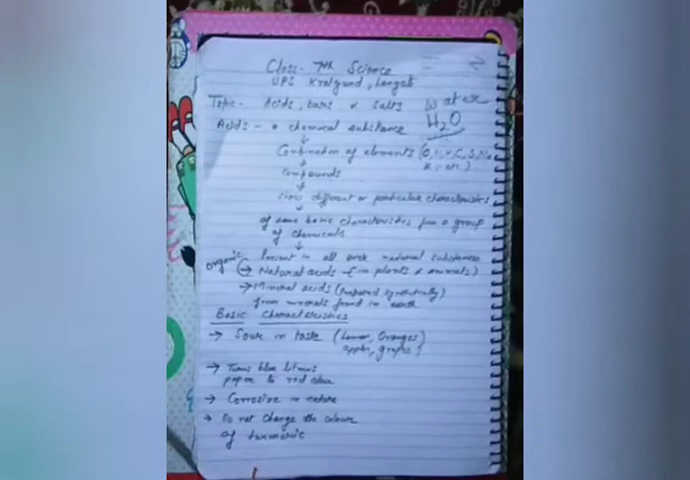 Class- 7th Science
UPS Kralgund, Langate
Topic- Acids, bases & Salts
Water
H2O
Acids - a chemical substance
Combination of elements (O, H, N, C, S,
& etc)
Compounds
Show different or particular characteristics
of same basic characteristics form a group
of chemicals
Organic
Present in all over natural substances
→ Natural acids (in plants & animals)
→ Mineral acids (Prepared synthetically)
from minerals found in earth
Basic Characteristics
→ Sour in taste (Lemon, Oranges,
apples, grapes)
→ Turns blue litmus
paper to red colour
→ Corrosive in nature
→ Do not change the colour
of turmeric